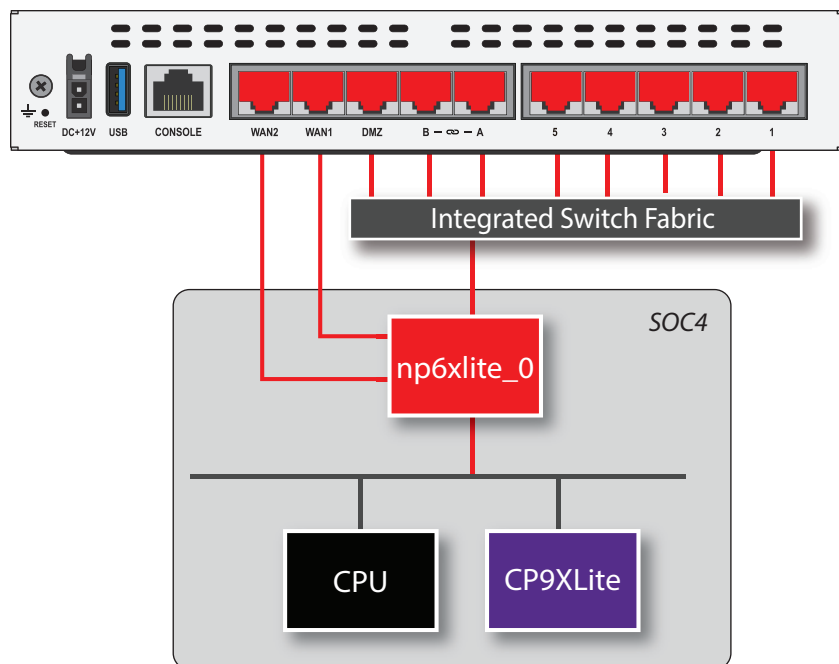 RESET
DC+12V USB CONSOLE WAN2 WAN1 DMZ B A 5 4 3 2 1
Integrated Switch Fabric
SOC4
np6xlite_0
CPU CP9XLite